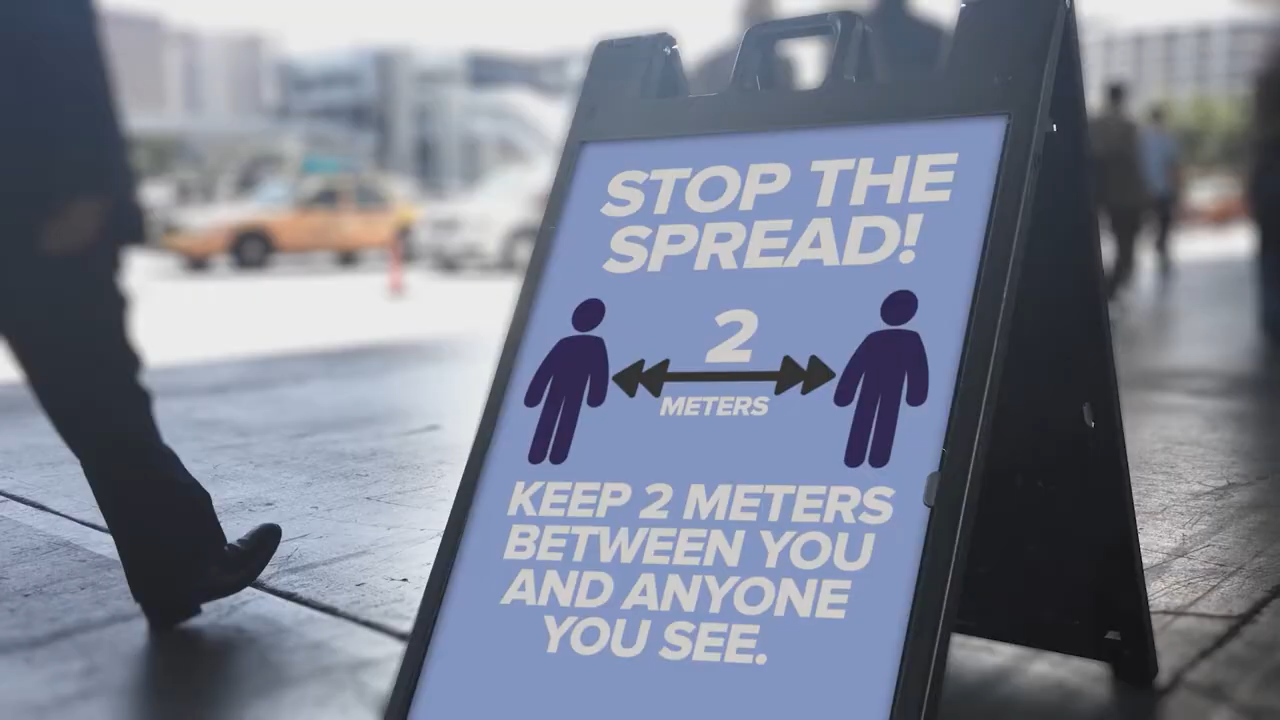 STOP THE
SPREAD!
2
METERS
KEEP 2 METERS
BETWEEN YOU
AND ANYONE
YOU SEE.